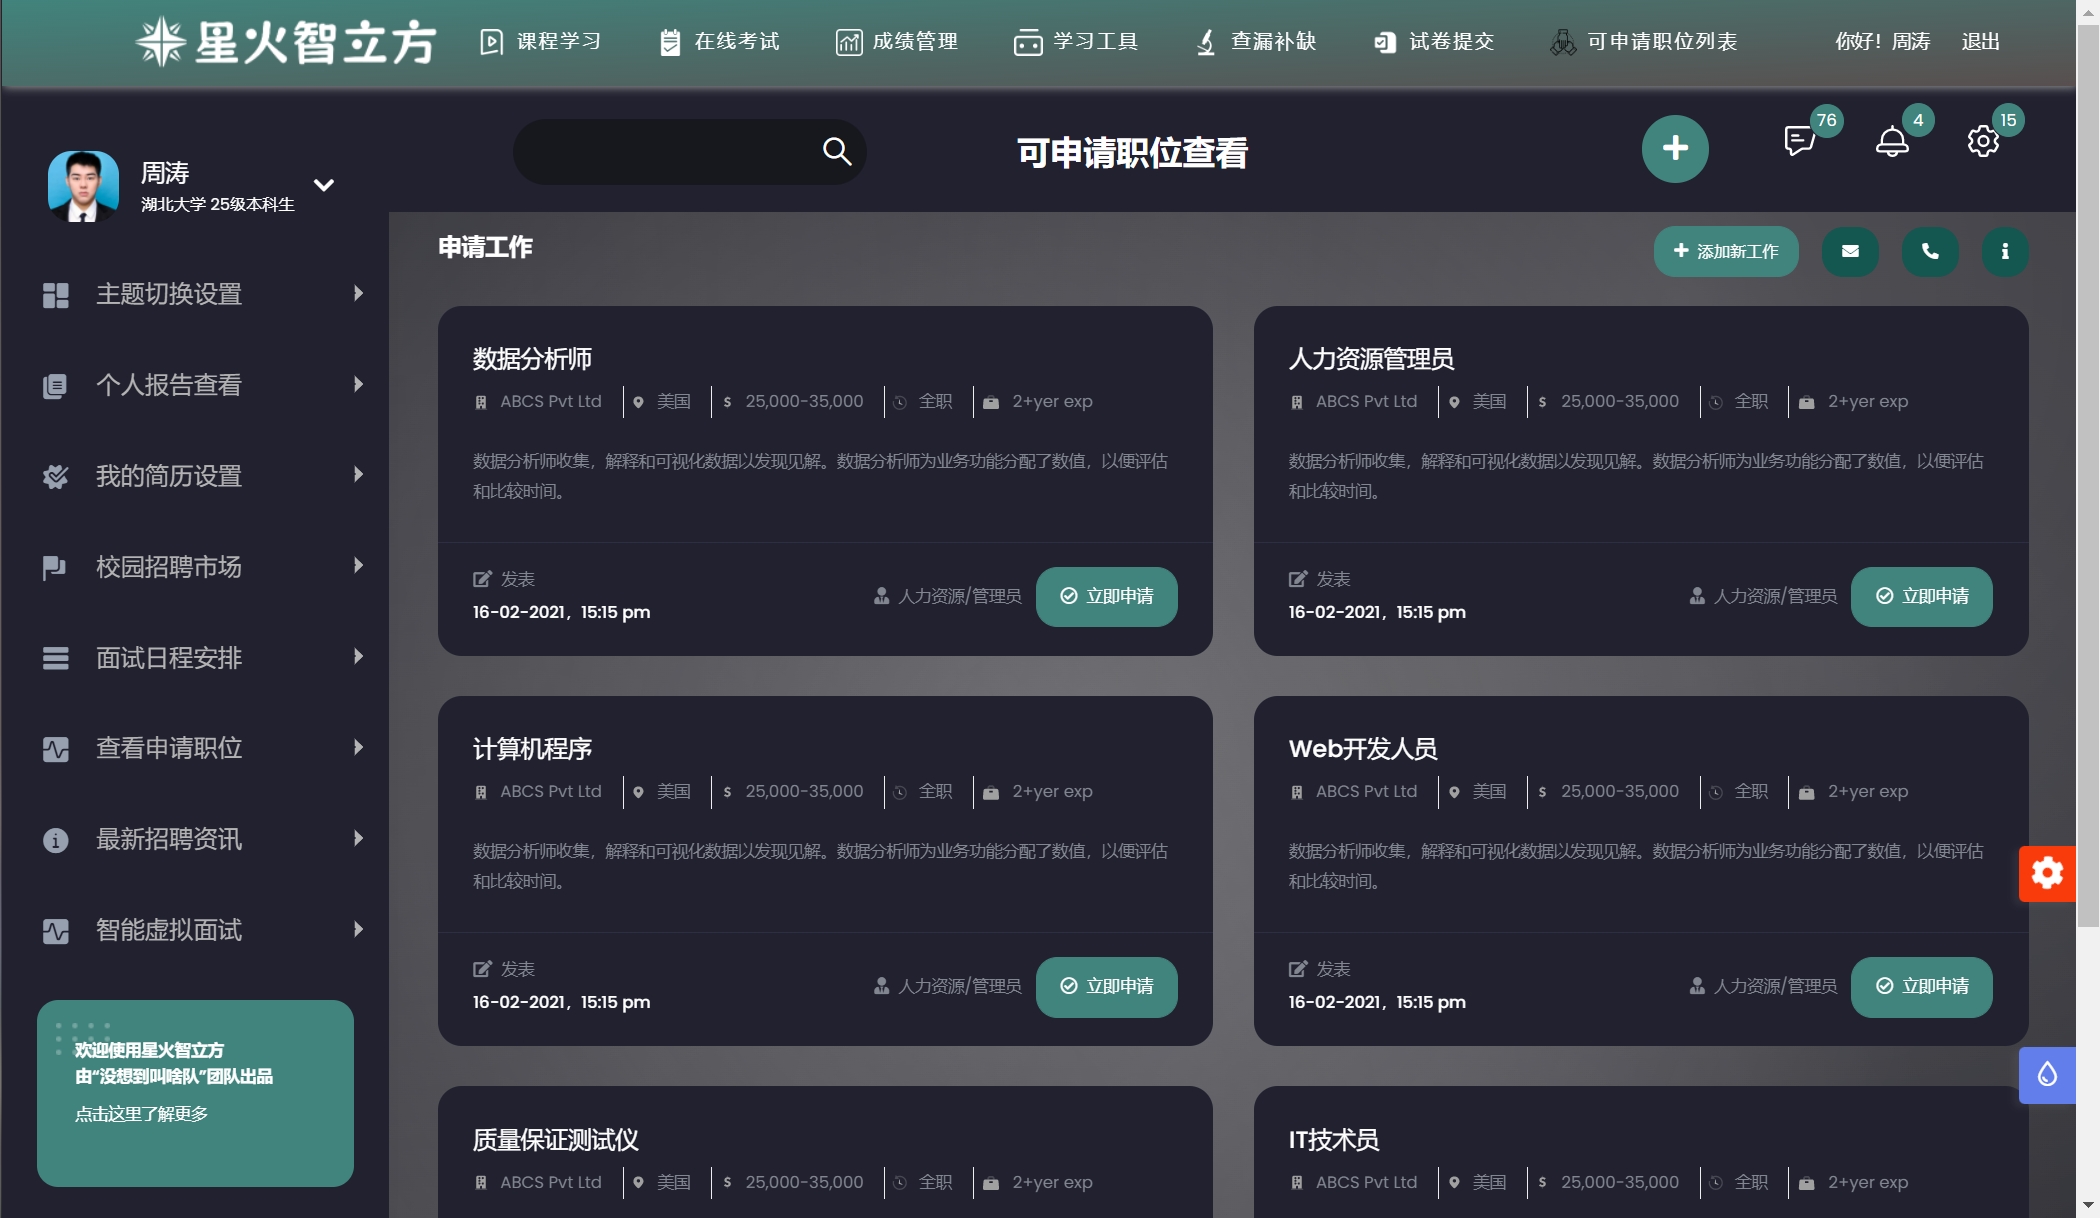 星火智立方
课程学习
在线考试
成绩管理
学习工具
查漏补缺
试卷提交
可申请职位列表
你好！周涛
退出
周涛
湖北大学 25级本科生
可申请职位查看
76
4
15
主题切换设置
个人报告查看
我的简历设置
校园招聘市场
面试日程安排
查看申请职位
最新招聘资讯
智能虚拟面试
欢迎使用星火智立方
由“没想到叫啥队”团队出品
点击这里了解更多
申请工作
添加新工作
数据分析师
ABCS Pvt Ltd 美国 $ 25,000-35,000 全职 2+yer exp
数据分析师收集，解释和可视化数据以发现见解。数据分析师为业务功能分配了数值，以便评估
和比较时间。
发表
16-02-2021，15:15 pm
人力资源/管理员
立即申请
人力资源管理员
ABCS Pvt Ltd 美国 $ 25,000-35,000 全职 2+yer exp
数据分析师收集，解释和可视化数据以发现见解。数据分析师为业务功能分配了数值，以便评估
和比较时间。
发表
16-02-2021，15:15 pm
人力资源/管理员
立即申请
计算机程序
ABCS Pvt Ltd 美国 $ 25,000-35,000 全职 2+yer exp
数据分析师收集，解释和可视化数据以发现见解。数据分析师为业务功能分配了数值，以便评估
和比较时间。
发表
16-02-2021，15:15 pm
人力资源/管理员
立即申请
Web开发人员
ABCS Pvt Ltd 美国 $ 25,000-35,000 全职 2+yer exp
数据分析师收集，解释和可视化数据以发现见解。数据分析师为业务功能分配了数值，以便评估
和比较时间。
发表
16-02-2021，15:15 pm
人力资源/管理员
立即申请
质量保证测试仪
ABCS Pvt Ltd 美国 $ 25,000-35,000 全职 2+yer exp
IT技术员
ABCS Pvt Ltd 美国 $ 25,000-35,000 全职 2+yer exp